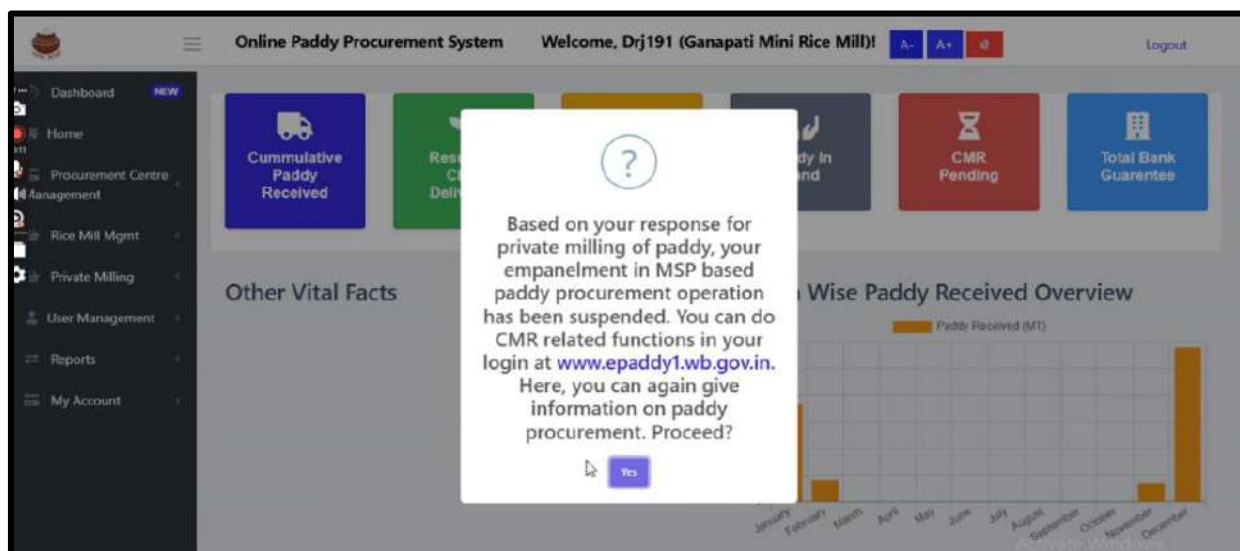 Online Paddy Procurement System
Welcome, Drj191 (Ganapati Mini Rice Mill)!
A-
A+
Logout
Dashboard
NEW
Home
Procurement Centre
Management
Rice Mill Mgmt
Private Milling
User Management
Reports
My Account
Cummulative
Paddy
Received
CMR
Pending
Total Bank
Guarentee
Based on your response for
private milling of paddy, your
empanelment in MSP based
paddy procurement operation
has been suspended. You can do
CMR related functions in your
login at www.epaddy1.wb.gov.in.
Here, you can again give
information on paddy
procurement. Proceed?
Yes
Other Vital Facts
Wise Paddy Received Overview
Paddy Received (MT)
January
February
March
April
May
June
July
August
September
October
November
December
Activate Windows